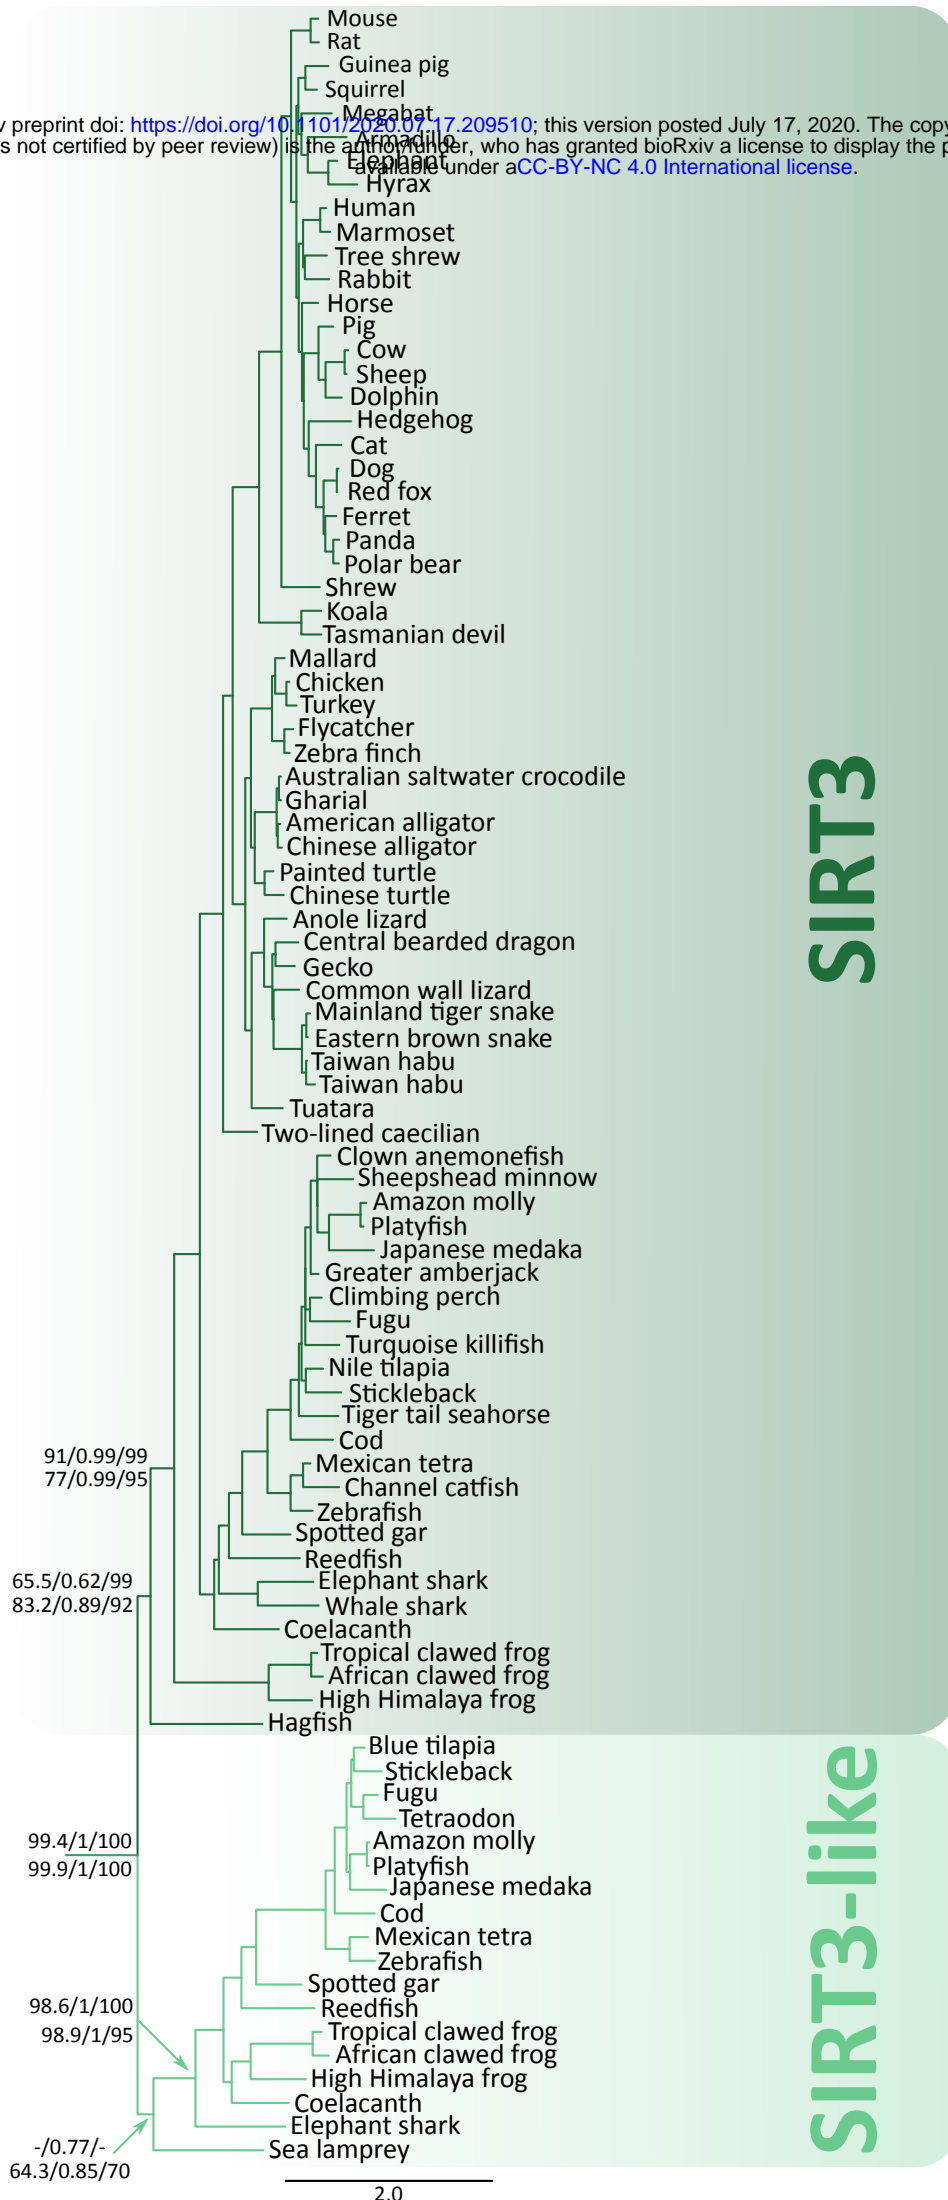 Mouse
Rat
Guinea pig
Squirrel
Megabat
v preprint doi: https://doi.org/10.1101/2020.07.17.209510; this version posted July 17, 2020. The copy
Armadillo
s not certified by peer review) is the author/funder, who has granted bioRxiv a license to display the p
Elephant
available under aCC-BY-NC 4.0 International license.
Hyrax
Human
Marmoset
Tree shrew
Rabbit
Horse
Pig
Cow
Sheep
Dolphin
Hedgehog
Cat
Dog
Red fox
Ferret
Panda
Polar bear
Shrew
Koala
Tasmanian devil
Mallard
Chicken
Turkey
Flycatcher
Zebra finch
Australian saltwater crocodile
Gharial
American alligator
Chinese alligator
Painted turtle
Chinese turtle
Anole lizard
Central bearded dragon
Gecko
Common wall lizard
Mainland tiger snake
Eastern brown snake
Taiwan habu
Taiwan habu
Tuatara
Two-lined caecilian
SIRT3
Clown anemonefish
Sheepshead minnow
Amazon molly
Platyfish
Japanese medaka
Greater amberjack
Climbing perch
Fugu
Turquoise killifish
Nile tilapia
Stickleback
Tiger tail seahorse
Cod
91/0.99/99
77/0.99/95
Mexican tetra
Channel catfish
Zebrafish
Spotted gar
Reedfish
65.5/0.62/99
83.2/0.89/92
Elephant shark
Whale shark
Coelacanth
Tropical clawed frog
African clawed frog
High Himalaya frog
Hagfish
Blue tilapia
Stickleback
Fugu
Tetraodon
99.4/1/100
99.9/1/100
Amazon molly
Platyfish
Japanese medaka
Cod
Mexican tetra
Zebrafish
Spotted gar
Reedfish
98.6/1/100
98.9/1/95
Tropical clawed frog
African clawed frog
High Himalaya frog
Coelacanth
Elephant shark
Sea lamprey
SIRT3-like
-/0.77/-
64.3/0.85/70
2.0